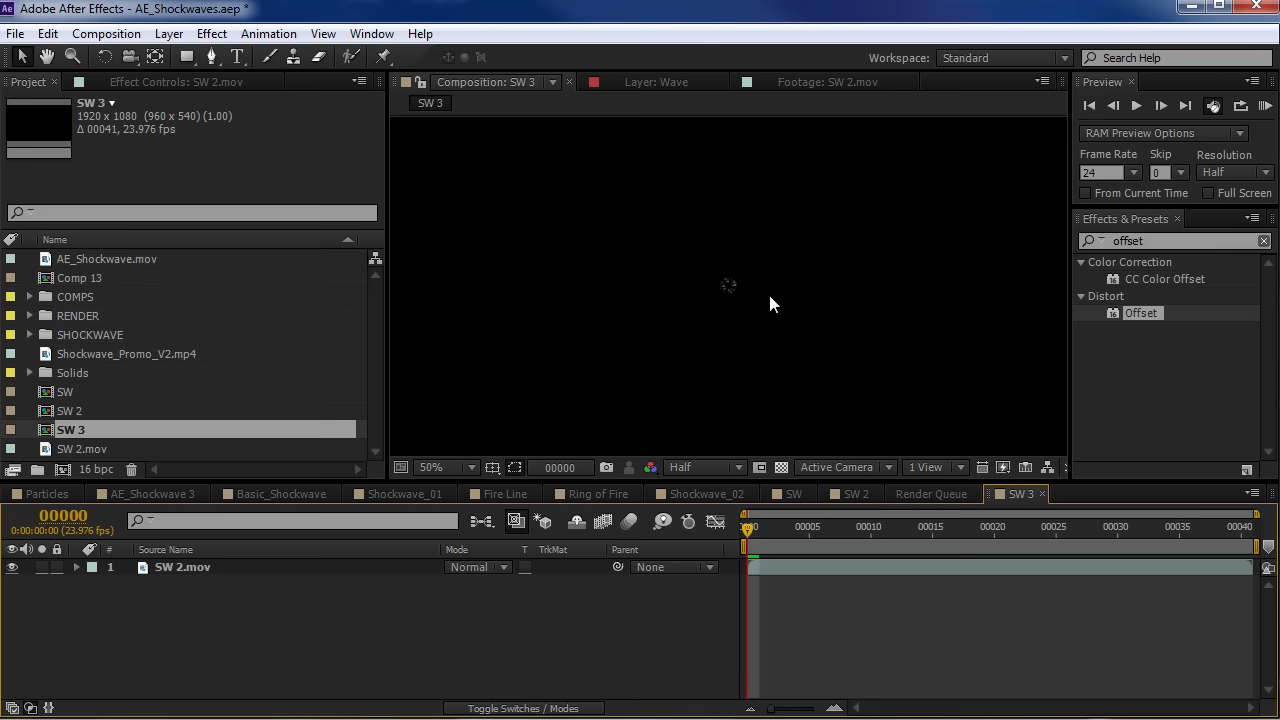 Ae Adobe After Effects - AE_Shockwaves.aep *
File Edit Composition Layer Effect Animation View Window Help
Workspace: Standard Search Help
Project Effect Controls: SW 2.mov Composition: SW 3 Layer: Wave Footage: SW 2.mov Preview
SW 3
1920 x 1080 (960 x 540) (1.00)
Δ 00041, 23.976 fps
SW 3
RAM Preview Options
Frame Rate Skip Resolution
24 0 Half
From Current Time Full Screen
Effects & Presets
offset
Color Correction
CC Color Offset
Distort
Offset
Name
AE_Shockwave.mov
Comp 13
COMPS
RENDER
SHOCKWAVE
Shockwave_Promo_V2.mp4
Solids
SW
SW 2
SW 3
SW 2.mov
16 bpc
50% 00000 Half Active Camera 1 View
Particles AE_Shockwave 3 Basic_Shockwave Shockwave_01 Fire Line Ring of Fire Shockwave_02 SW SW 2 Render Queue SW 3
00000
0:00:00:00 (23.976 fps)
00005 00010 00015 00020 00025 00030 00035 00040
# Source Name Mode T TrkMat Parent
1 SW 2.mov Normal None
Toggle Switches / Modes